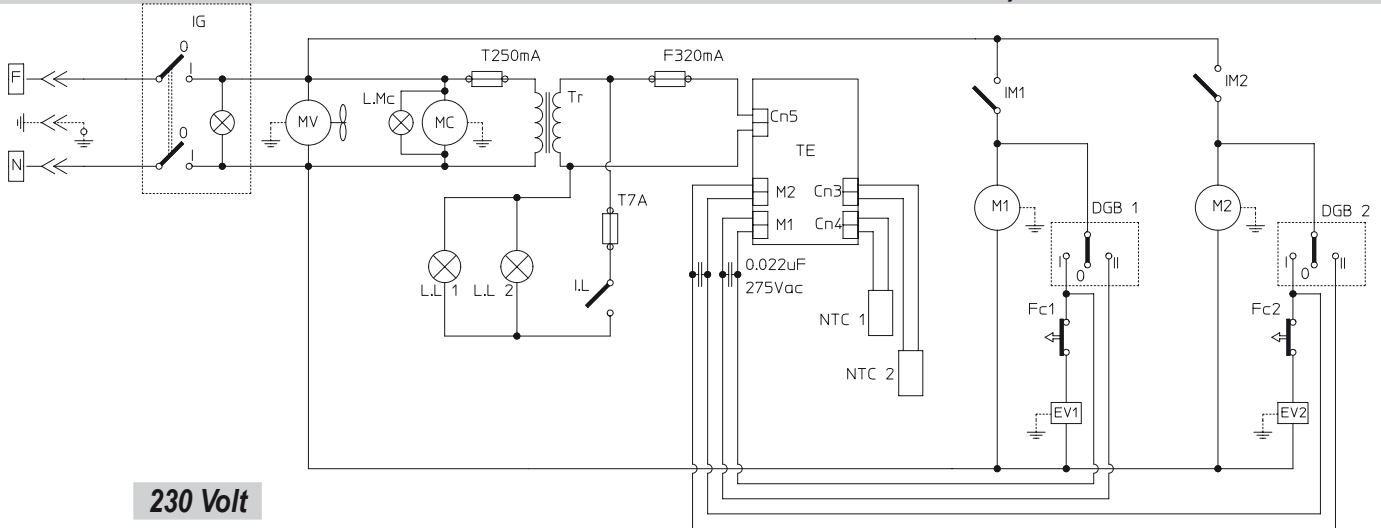 IG
F
N
0
I
0
I
MV
L.Mc
MC
T250mA
Tr
F320mA
T7A
I.L
L.L 1
L.L 2
Cn5
TE
M2
Cn3
M1
Cn4
0.022uF
275Vac
NTC 1
NTC 2
IM1
M1
DGB 1
I
0
II
Fc1
EV1
IM2
M2
DGB 2
I
0
II
Fc2
EV2
230 Volt